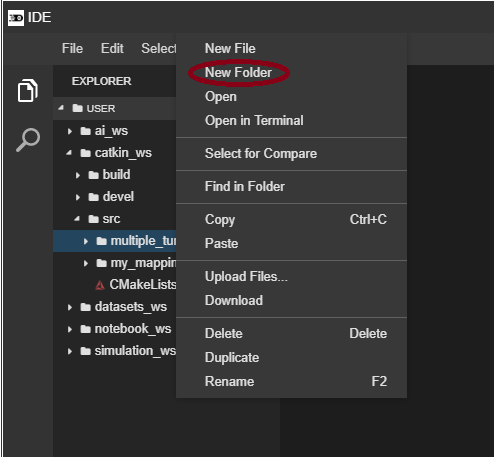 IDE
File Edit Select
EXPLORER
USER
ai_ws
catkin_ws
build
devel
src
multiple_tur
my_mappin
CMakeLists
datasets_ws
notebook_ws
simulation_ws
New File
New Folder
Open
Open in Terminal
Select for Compare
Find in Folder
Copy Ctrl+C
Paste
Upload Files...
Download
Delete Delete
Duplicate
Rename F2